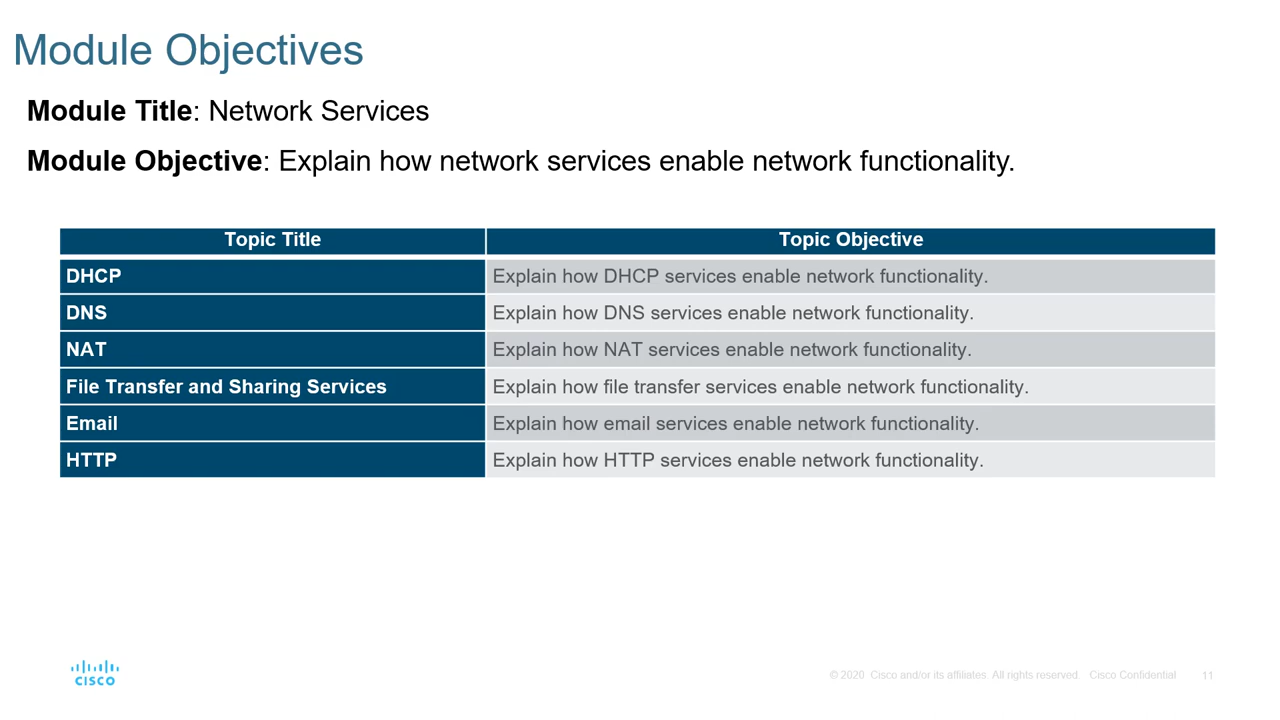 Module Objectives
Module Title: Network Services
Module Objective: Explain how network services enable network functionality.
Topic Title Topic Objective
DHCP Explain how DHCP services enable network functionality.
DNS Explain how DNS services enable network functionality.
NAT Explain how NAT services enable network functionality.
File Transfer and Sharing Services Explain how file transfer services enable network functionality.
Email Explain how email services enable network functionality.
HTTP Explain how HTTP services enable network functionality.
CISCO © 2020 Cisco and/or its affiliates. All rights reserved. Cisco Confidential 11